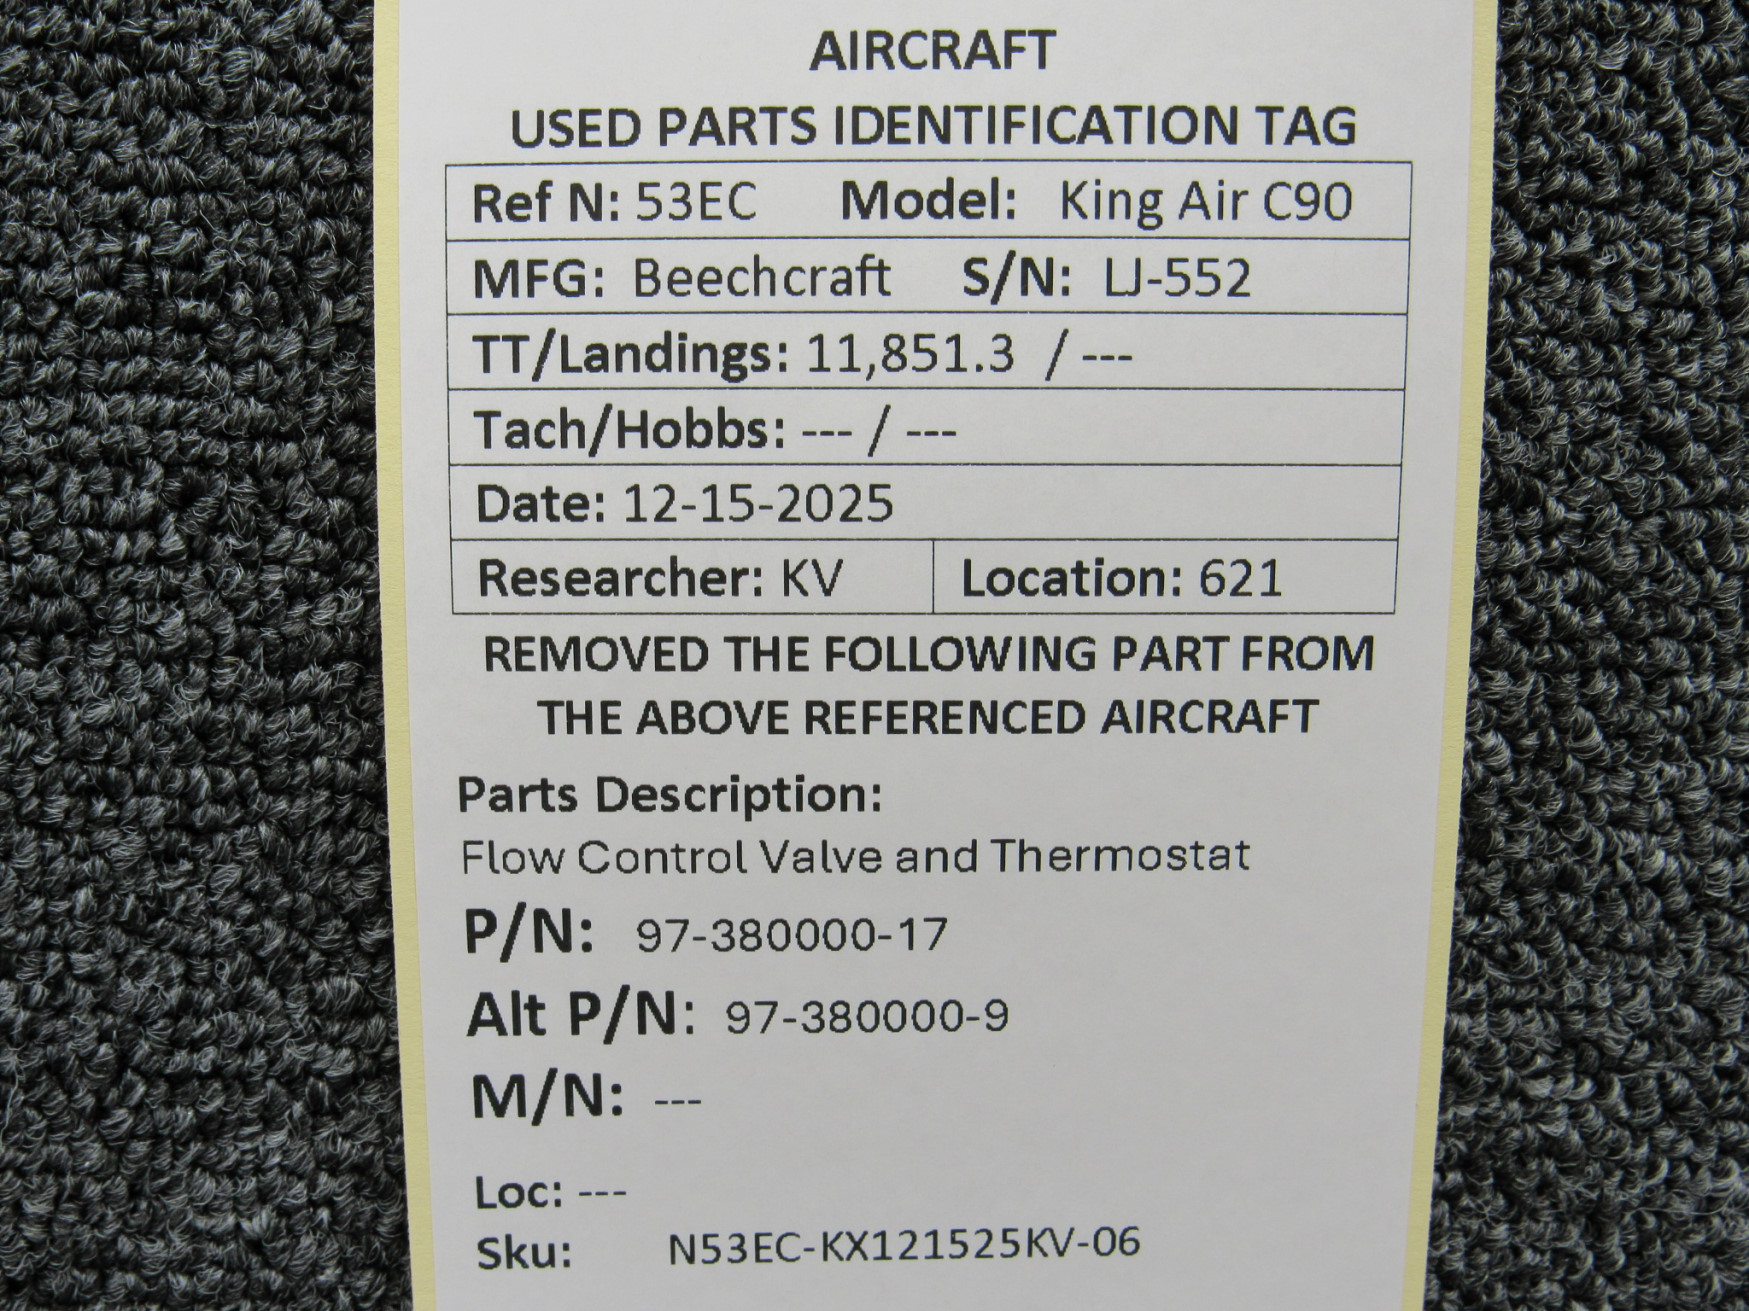 AIRCRAFT
USED PARTS IDENTIFICATION TAG
Ref N: 53EC Model: King Air C90
MFG: Beechcraft S/N: LJ-552
TT/Landings: 11,851.3 / ---
Tach/Hobbs: --- / ---
Date: 12-15-2025
Researcher: KV Location: 621
REMOVED THE FOLLOWING PART FROM
THE ABOVE REFERENCED AIRCRAFT
Parts Description:
Flow Control Valve and Thermostat
P/N: 97-380000-17
Alt P/N: 97-380000-9
M/N: ---
Loc: ---
Sku: N53EC-KX121525KV-06